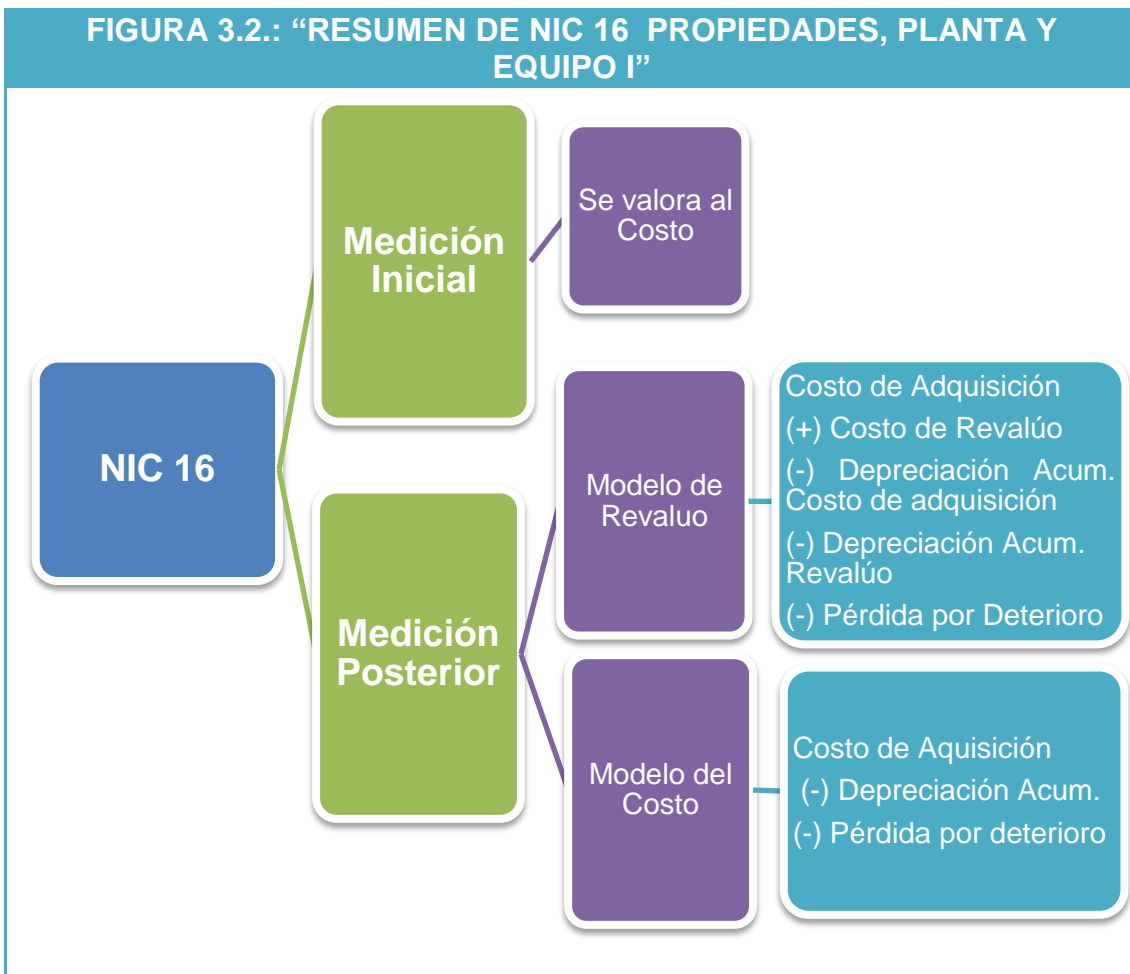 FIGURA 3.2.: “RESUMEN DE NIC 16 PROPIEDADES, PLANTA Y
EQUIPO I”
NIC 16
Medición
Inicial
Se valora al
Costo
Medición
Posterior
Modelo de
Revaluo
Costo de Adquisición
(+) Costo de Revalúo
(-) Depreciación Acum.
Costo de adquisición
(-) Depreciación Acum.
Revalúo
(-) Pérdida por Deterioro
Modelo del
Costo
Costo de Aquisición
(-) Depreciación Acum.
(-) Pérdida por deterioro